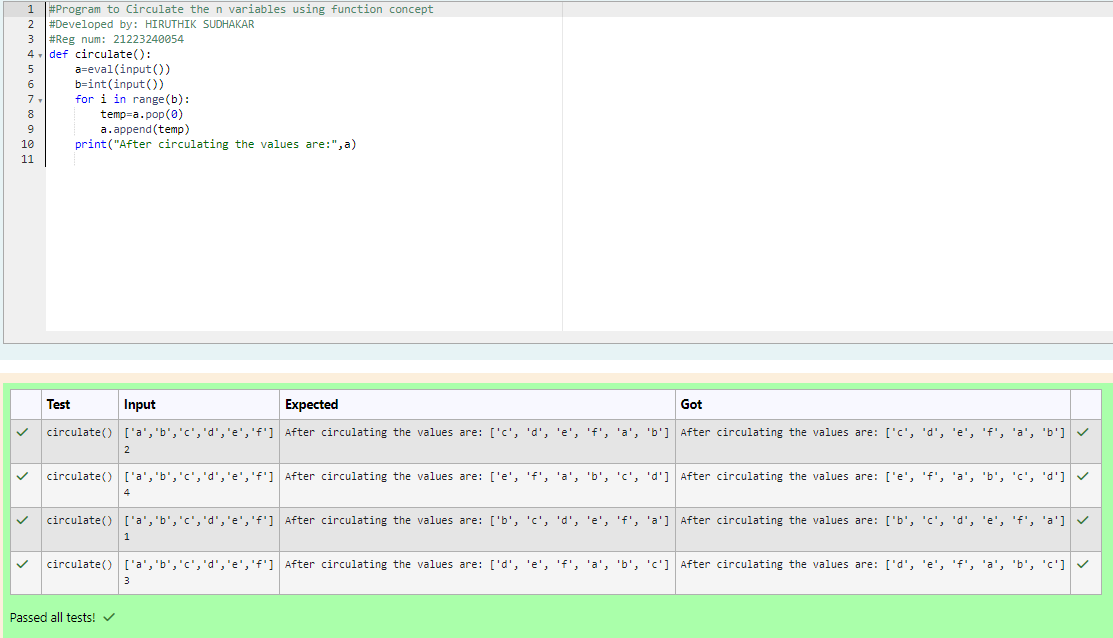 1 #Program to Circulate the n variables using function concept
2 #Developed by: HIRUTHIK SUDHAKAR
3 #Reg num: 21223240054
4 def circulate():
5     a=eval(input())
6     b=int(input())
7     for i in range(b):
8         temp=a.pop(0)
9         a.append(temp)
10     print("After circulating the values are:",a)
11
Test Input Expected Got
circulate() ['a','b','c','d','e','f'] After circulating the values are: ['c', 'd', 'e', 'f', 'a', 'b'] After circulating the values are: ['c', 'd', 'e', 'f', 'a', 'b']
2
circulate() ['a','b','c','d','e','f'] After circulating the values are: ['e', 'f', 'a', 'b', 'c', 'd'] After circulating the values are: ['e', 'f', 'a', 'b', 'c', 'd']
4
circulate() ['a','b','c','d','e','f'] After circulating the values are: ['b', 'c', 'd', 'e', 'f', 'a'] After circulating the values are: ['b', 'c', 'd', 'e', 'f', 'a']
1
circulate() ['a','b','c','d','e','f'] After circulating the values are: ['d', 'e', 'f', 'a', 'b', 'c'] After circulating the values are: ['d', 'e', 'f', 'a', 'b', 'c']
3
Passed all tests!